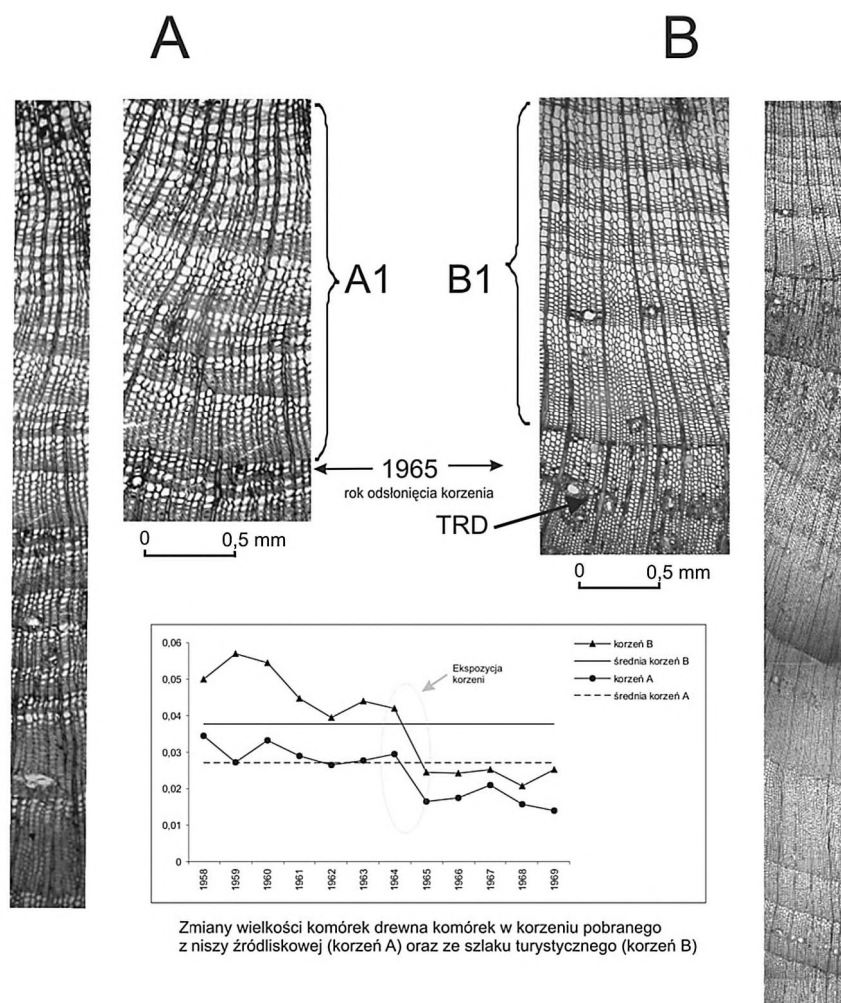 A
B
A1
B1
1965
rok odsłonięcia korzenia
TRD
0
0,5 mm
0
0,5 mm
0,06
0,05
0,04
0,03
0,02
0,01
0
Ekspozycja
korzeni
korzeń B
średnia korzeń B
korzeń A
średnia korzeń A
1958
1959
1960
1961
1962
1963
1964
1965
1966
1967
1968
1969
Zmiany wielkości komórek drewna komórek w korzeniu pobranego
z niszy źródliskowej (korzeń A) oraz ze szlaku turystycznego (korzeń B)